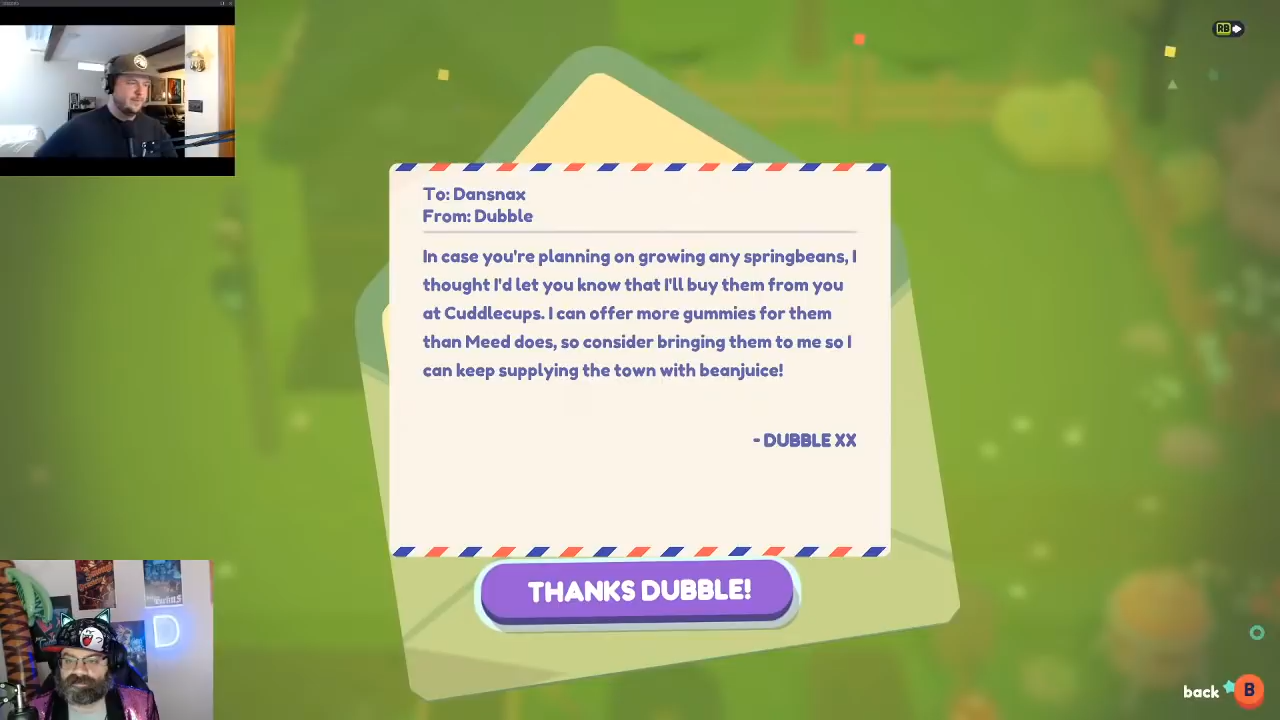 RB
To: Dansnax
From: Dubble
In case you're planning on growing any springbeans, I
thought I'd let you know that I'll buy them from you
at Cuddlecups. I can offer more gummies for them
than Meed does, so consider bringing them to me so I
can keep supplying the town with beanjuice!
- DUBBLE XX
THANKS DUBBLE!
D
back B